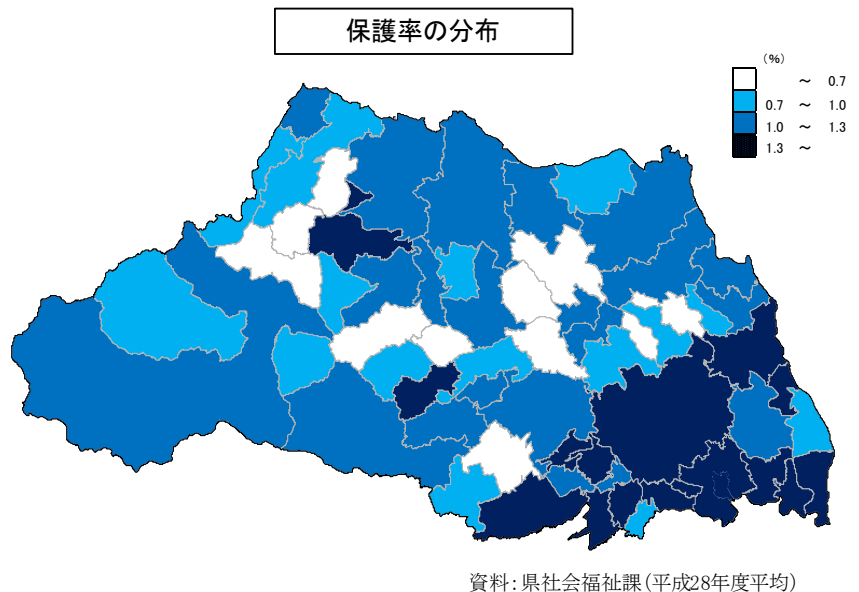 保護率の分布
(%)
～ 0.7
0.7 ～ 1.0
1.0 ～ 1.3
1.3 ～
資料：県社会福祉課（平成28年度平均）